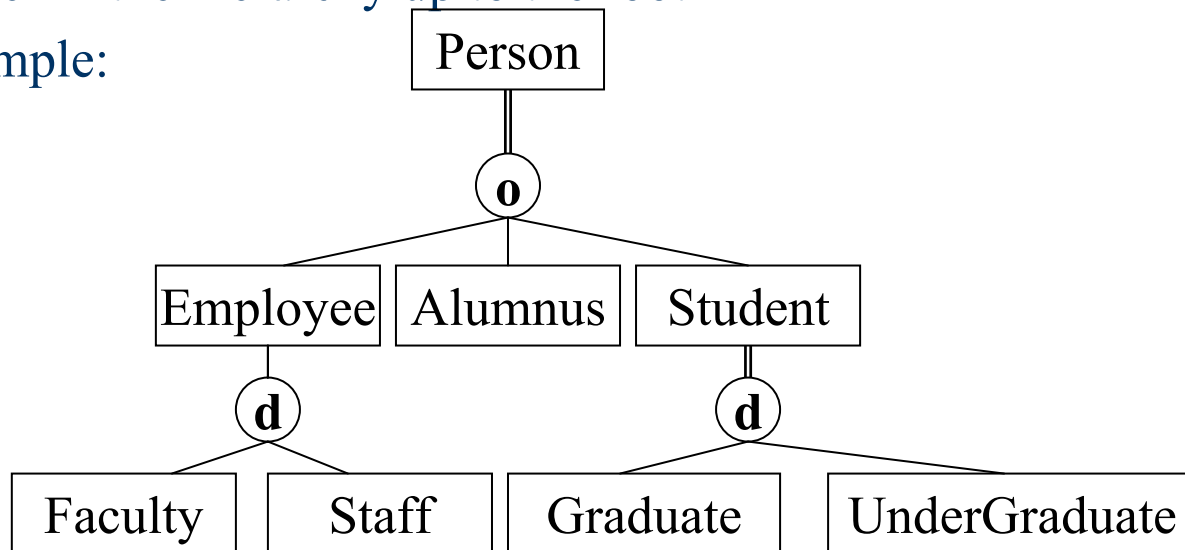 mple:
Person
o
Employee Alumnus Student
d d
Faculty Staff Graduate UnderGraduate